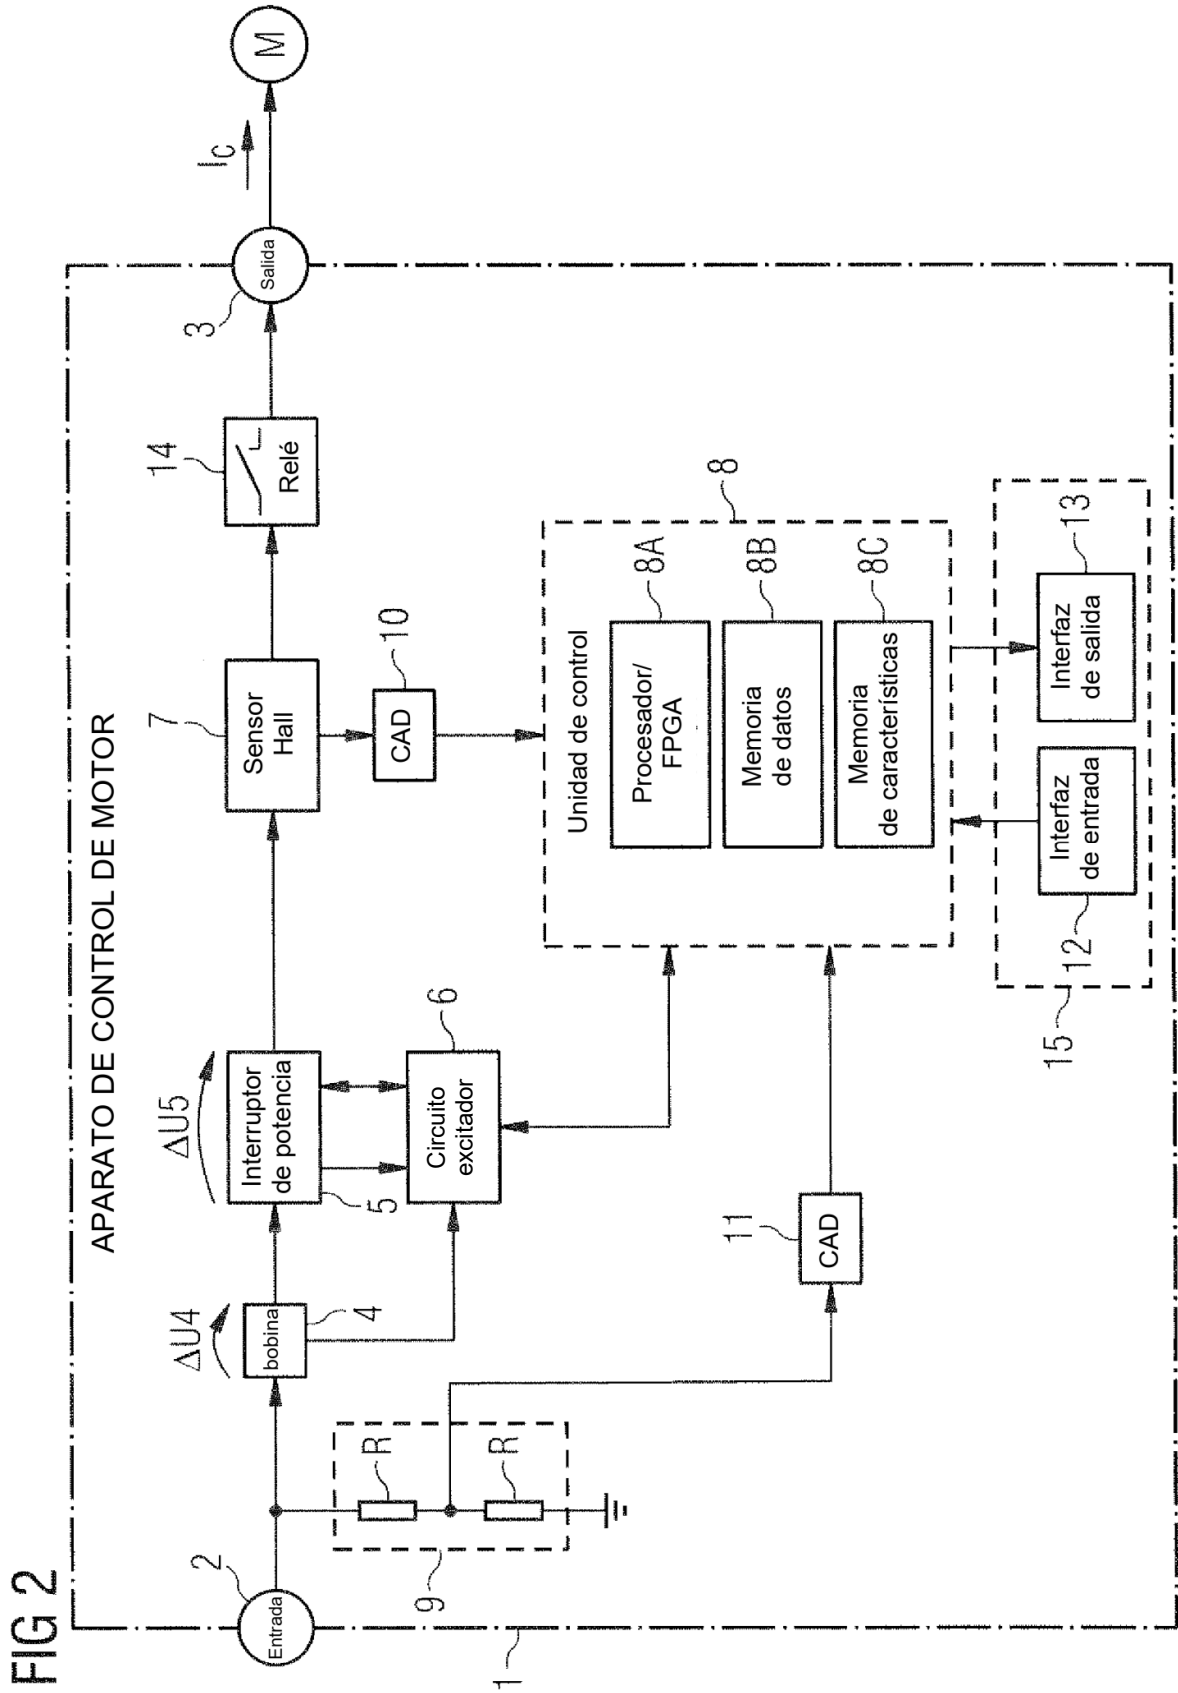 FIG 2
APARATO DE CONTROL DE MOTOR
ΔU4
ΔU5
I_C
2
Entrada
bobina
4
Interruptor
de potencia
5
7
Sensor
Hall
14
Relé
3
Salida
M
9
R
R
Circuito
excitador
6
CAD
10
11
CAD
Unidad de control
8
Procesador/
FPGA
8A
Memoria
de datos
8B
Memoria
de características
8C
15
12
Interfaz
de entrada
Interfaz
de salida
13
1